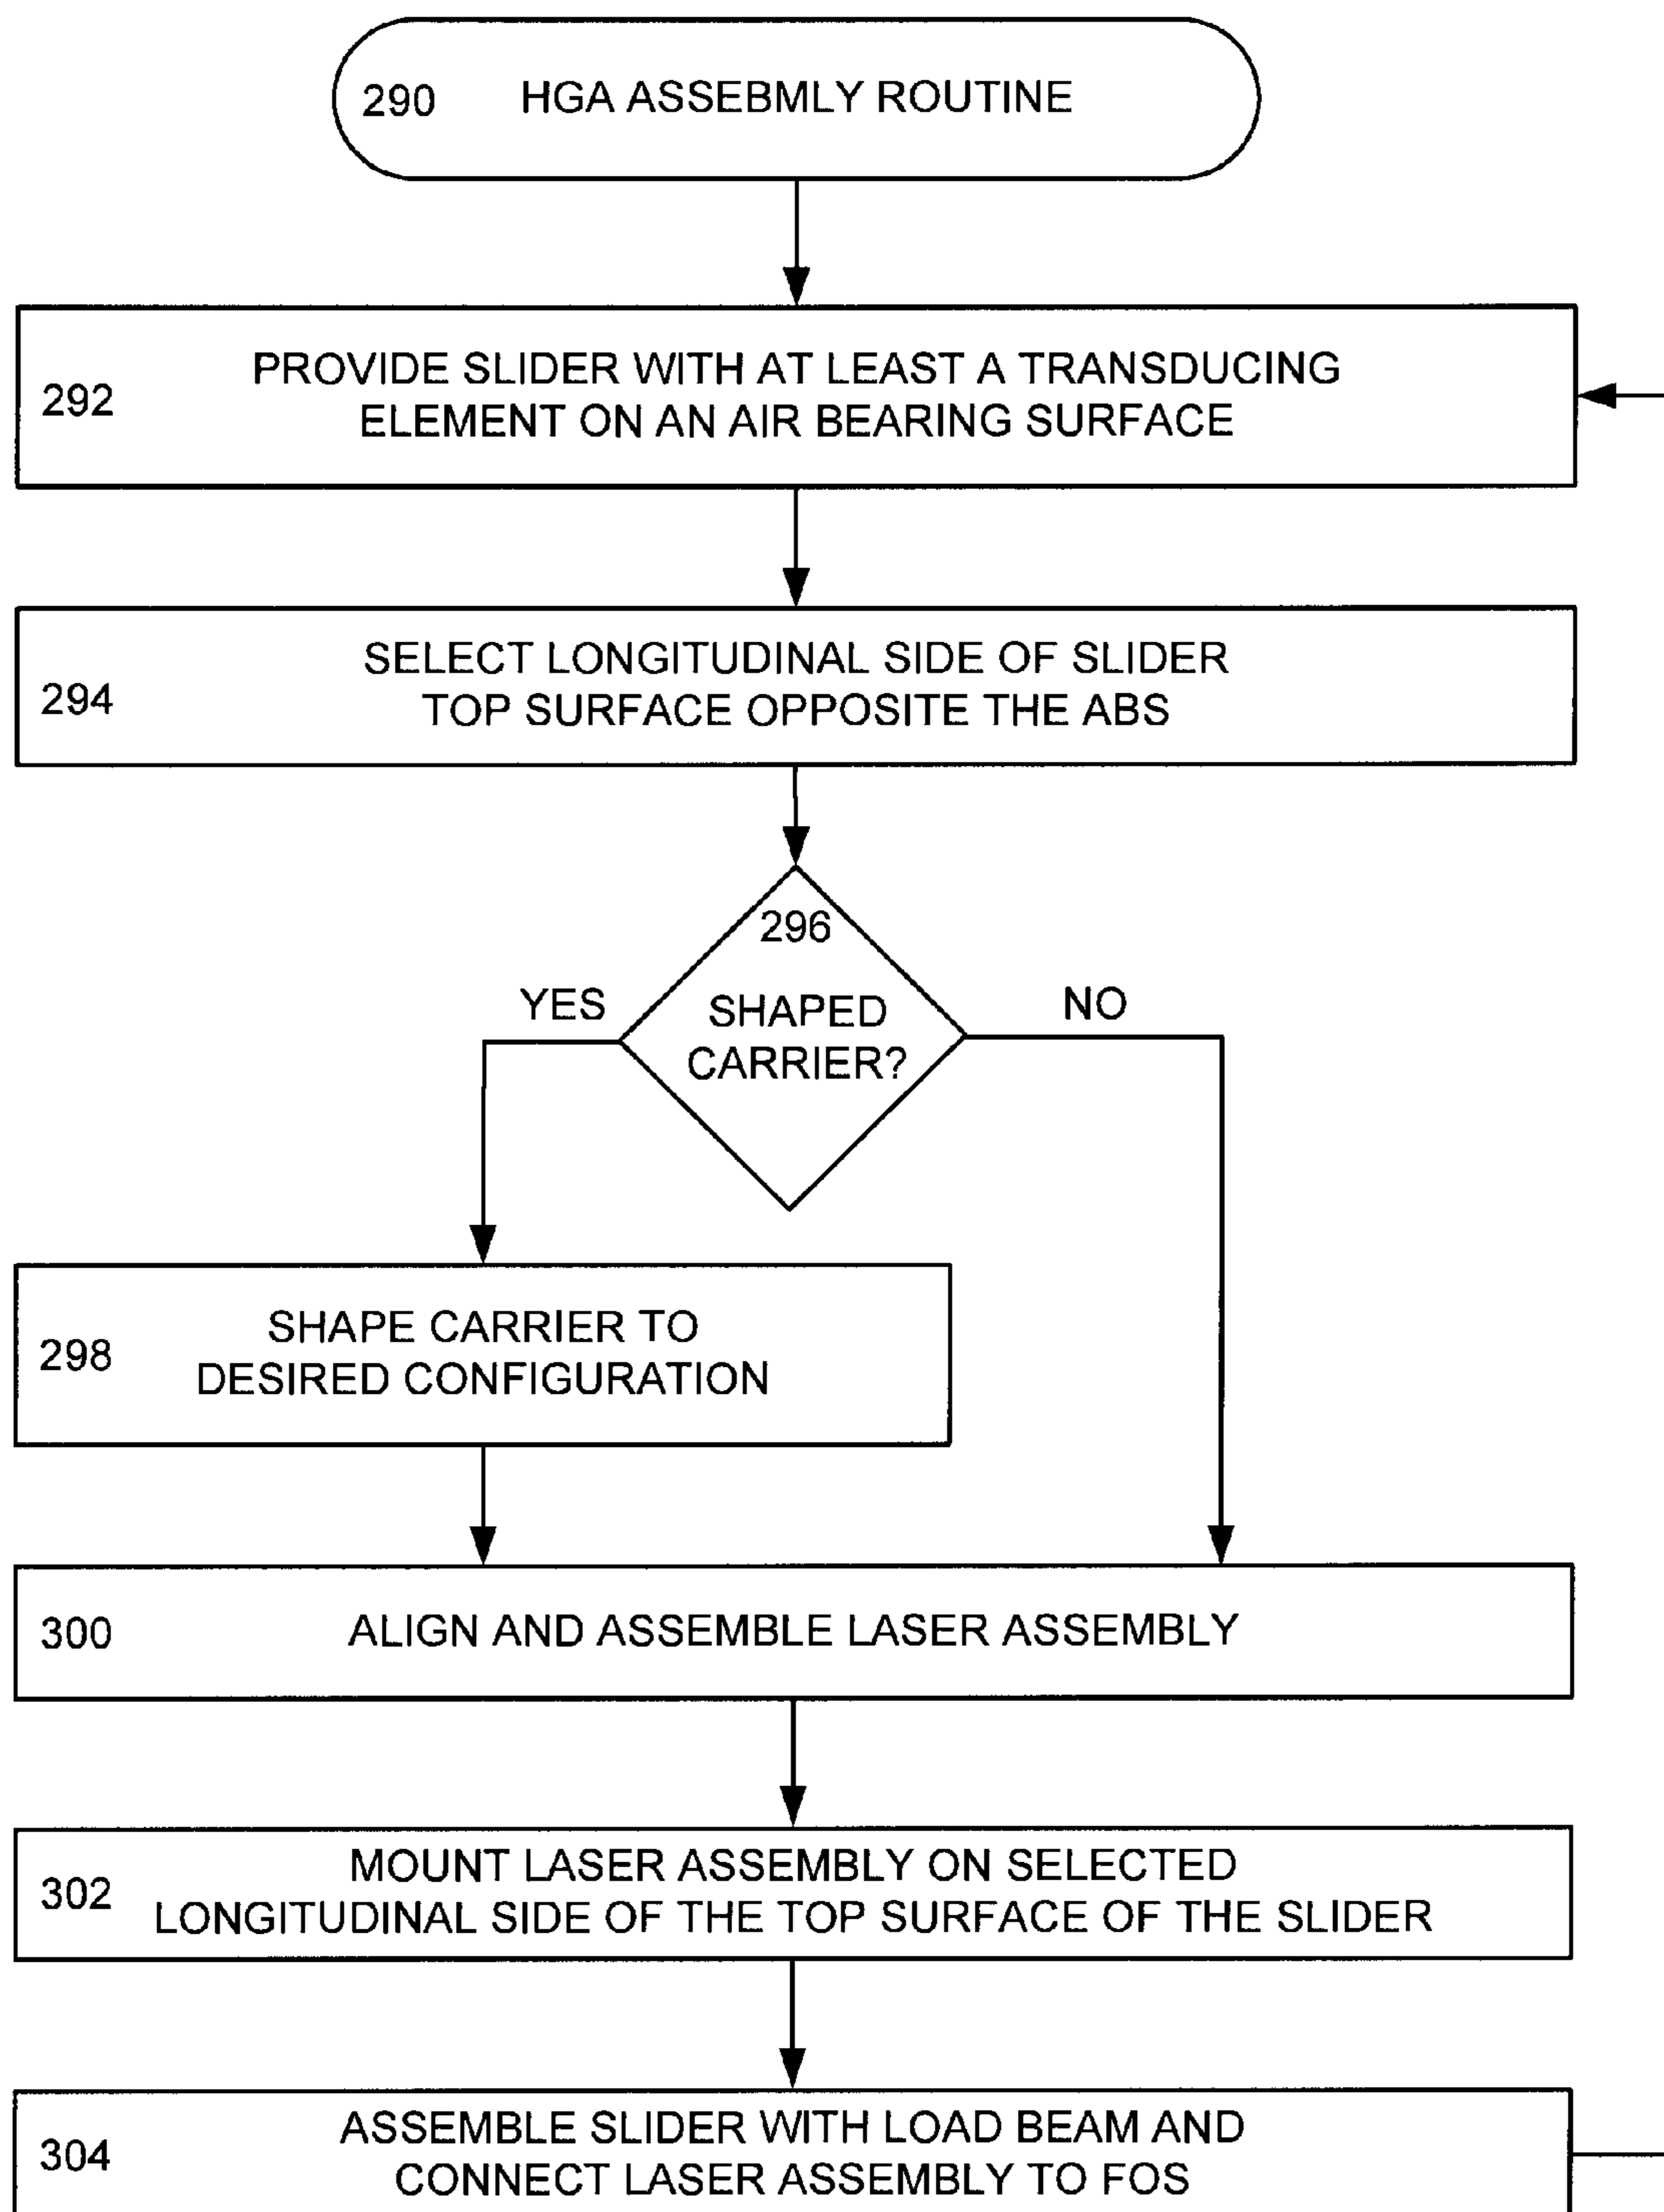 290 HGA ASSEBMLY ROUTINE
292
PROVIDE SLIDER WITH AT LEAST A TRANSDUCING
ELEMENT ON AN AIR BEARING SURFACE
294
SELECT LONGITUDINAL SIDE OF SLIDER
TOP SURFACE OPPOSITE THE ABS
296
SHAPED
CARRIER?
YES
NO
298
SHAPE CARRIER TO
DESIRED CONFIGURATION
300 ALIGN AND ASSEMBLE LASER ASSEMBLY
302
MOUNT LASER ASSEMBLY ON SELECTED
LONGITUDINAL SIDE OF THE TOP SURFACE OF THE SLIDER
304
ASSEMBLE SLIDER WITH LOAD BEAM AND
CONNECT LASER ASSEMBLY TO FOS